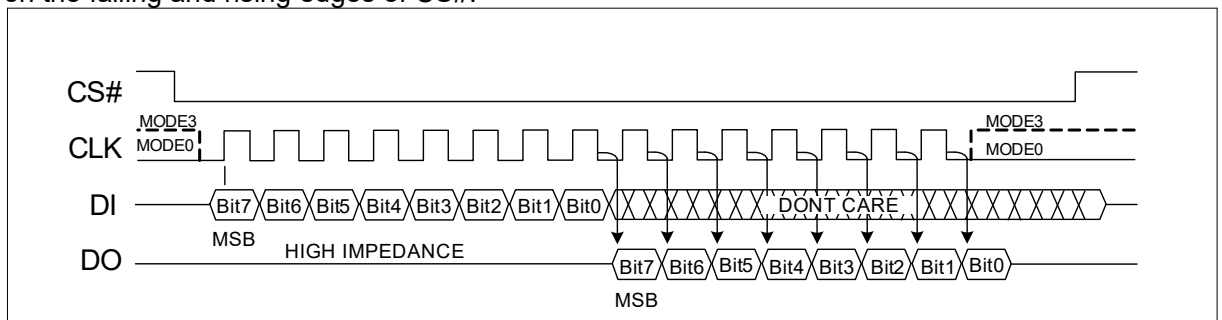 on the falling and rising edges of CS#.
CS#
MODE3
MODE3
CLK
MODE0
MODE0
DI
Bit7 Bit6 Bit5 Bit4 Bit3 Bit2 Bit1 Bit0
DONT CARE
MSB
HIGH IMPEDANCE
DO
Bit7 Bit6 Bit5 Bit4 Bit3 Bit2 Bit1 Bit0
MSB